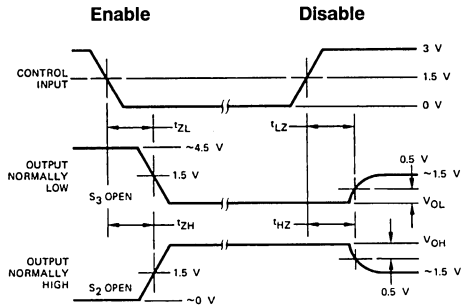 Enable
Disable
CONTROL
INPUT
3 V
1.5 V
0 V
tZL
tLZ
OUTPUT
NORMALLY
LOW
~4.5 V
1.5 V
S3 OPEN
0.5 V
~1.5 V
VOL
tZH
tHZ
OUTPUT
NORMALLY
HIGH
S2 OPEN
1.5 V
~0 V
VOH
~1.5 V
0.5 V